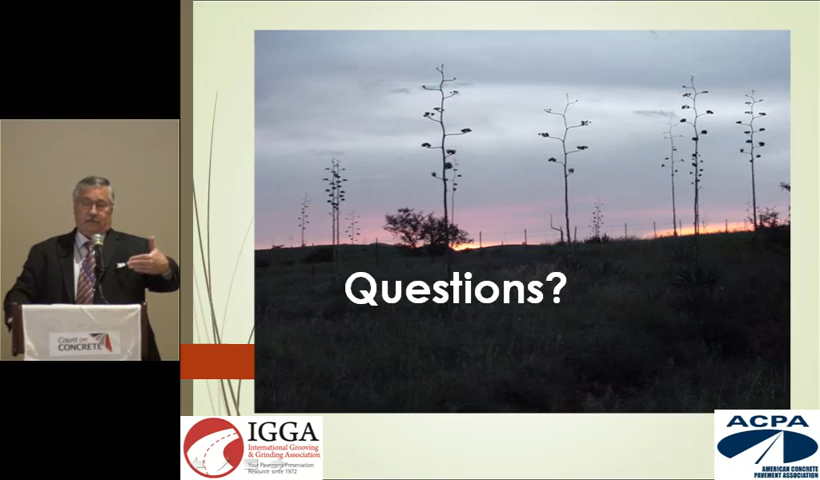 Questions?
Count on
CONCRETE
IGGA
International Grooving
& Grinding Association
Your Pavement Preservation
Resource since 1972
ACPA
AMERICAN CONCRETE
PAVEMENT ASSOCIATION